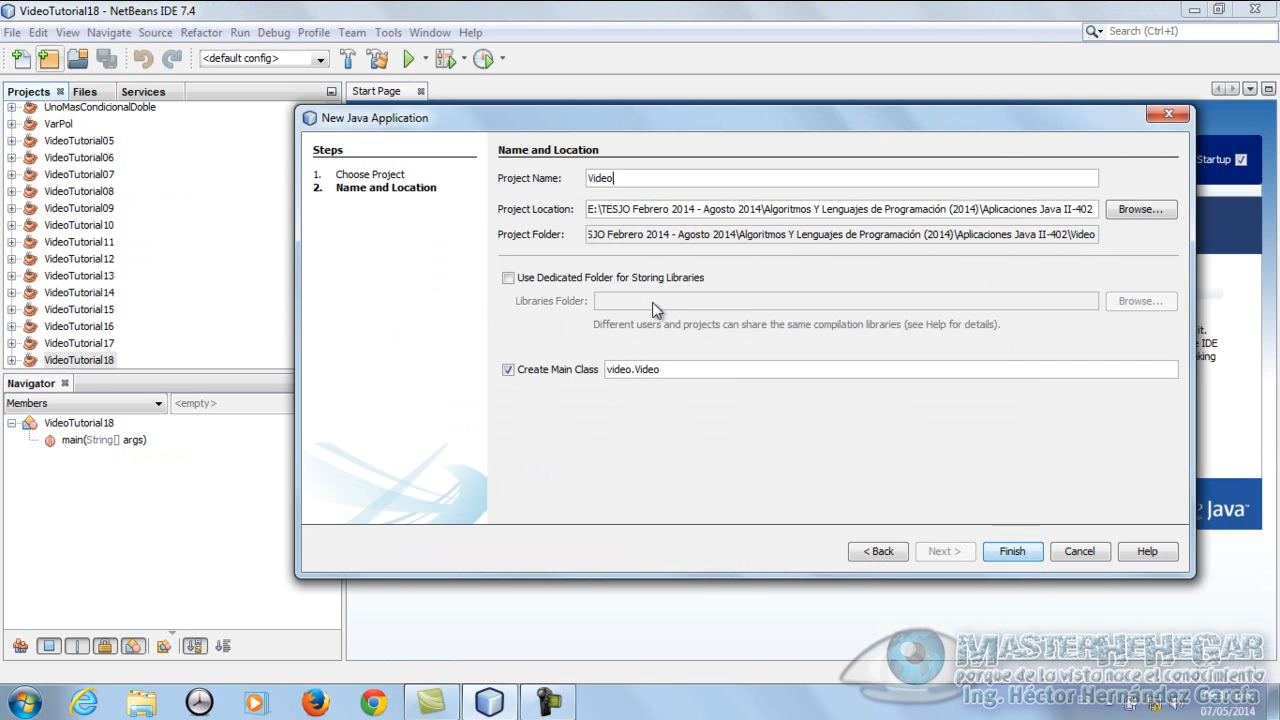 VideoTutorial18 - NetBeans IDE 7.4
File Edit View Navigate Source Refactor Run Debug Profile Team Tools Window Help
Search (Ctrl+I)
<default config>
Projects Files Services
Start Page
UnoMasCondicionalDoble
VarPol
VideoTutorial05
VideoTutorial06
VideoTutorial07
VideoTutorial08
VideoTutorial09
VideoTutorial10
VideoTutorial11
VideoTutorial12
VideoTutorial13
VideoTutorial14
VideoTutorial15
VideoTutorial16
VideoTutorial17
VideoTutorial18
Navigator
Members
<empty>
VideoTutorial18
main(String[] args)
New Java Application
Steps
1. Choose Project
2. Name and Location
Name and Location
Project Name: Video
Project Location: E:\TESJO Febrero 2014 - Agosto 2014\Algoritmos Y Lenguajes de Programación (2014)\Aplicaciones Java II-402 Browse...
Project Folder: SJO Febrero 2014 - Agosto 2014\Algoritmos Y Lenguajes de Programación (2014)\Aplicaciones Java II-402\Video
Use Dedicated Folder for Storing Libraries
Libraries Folder: Browse...
Different users and projects can share the same compilation libraries (see Help for details).
Create Main Class video.Video
< Back Next > Finish Cancel Help
Startup
it.
IDE
king
Java™
MASTERHEHEGAR
porque de la vista nace el conocimiento
Ing. Héctor Hernández García
07/05/2014